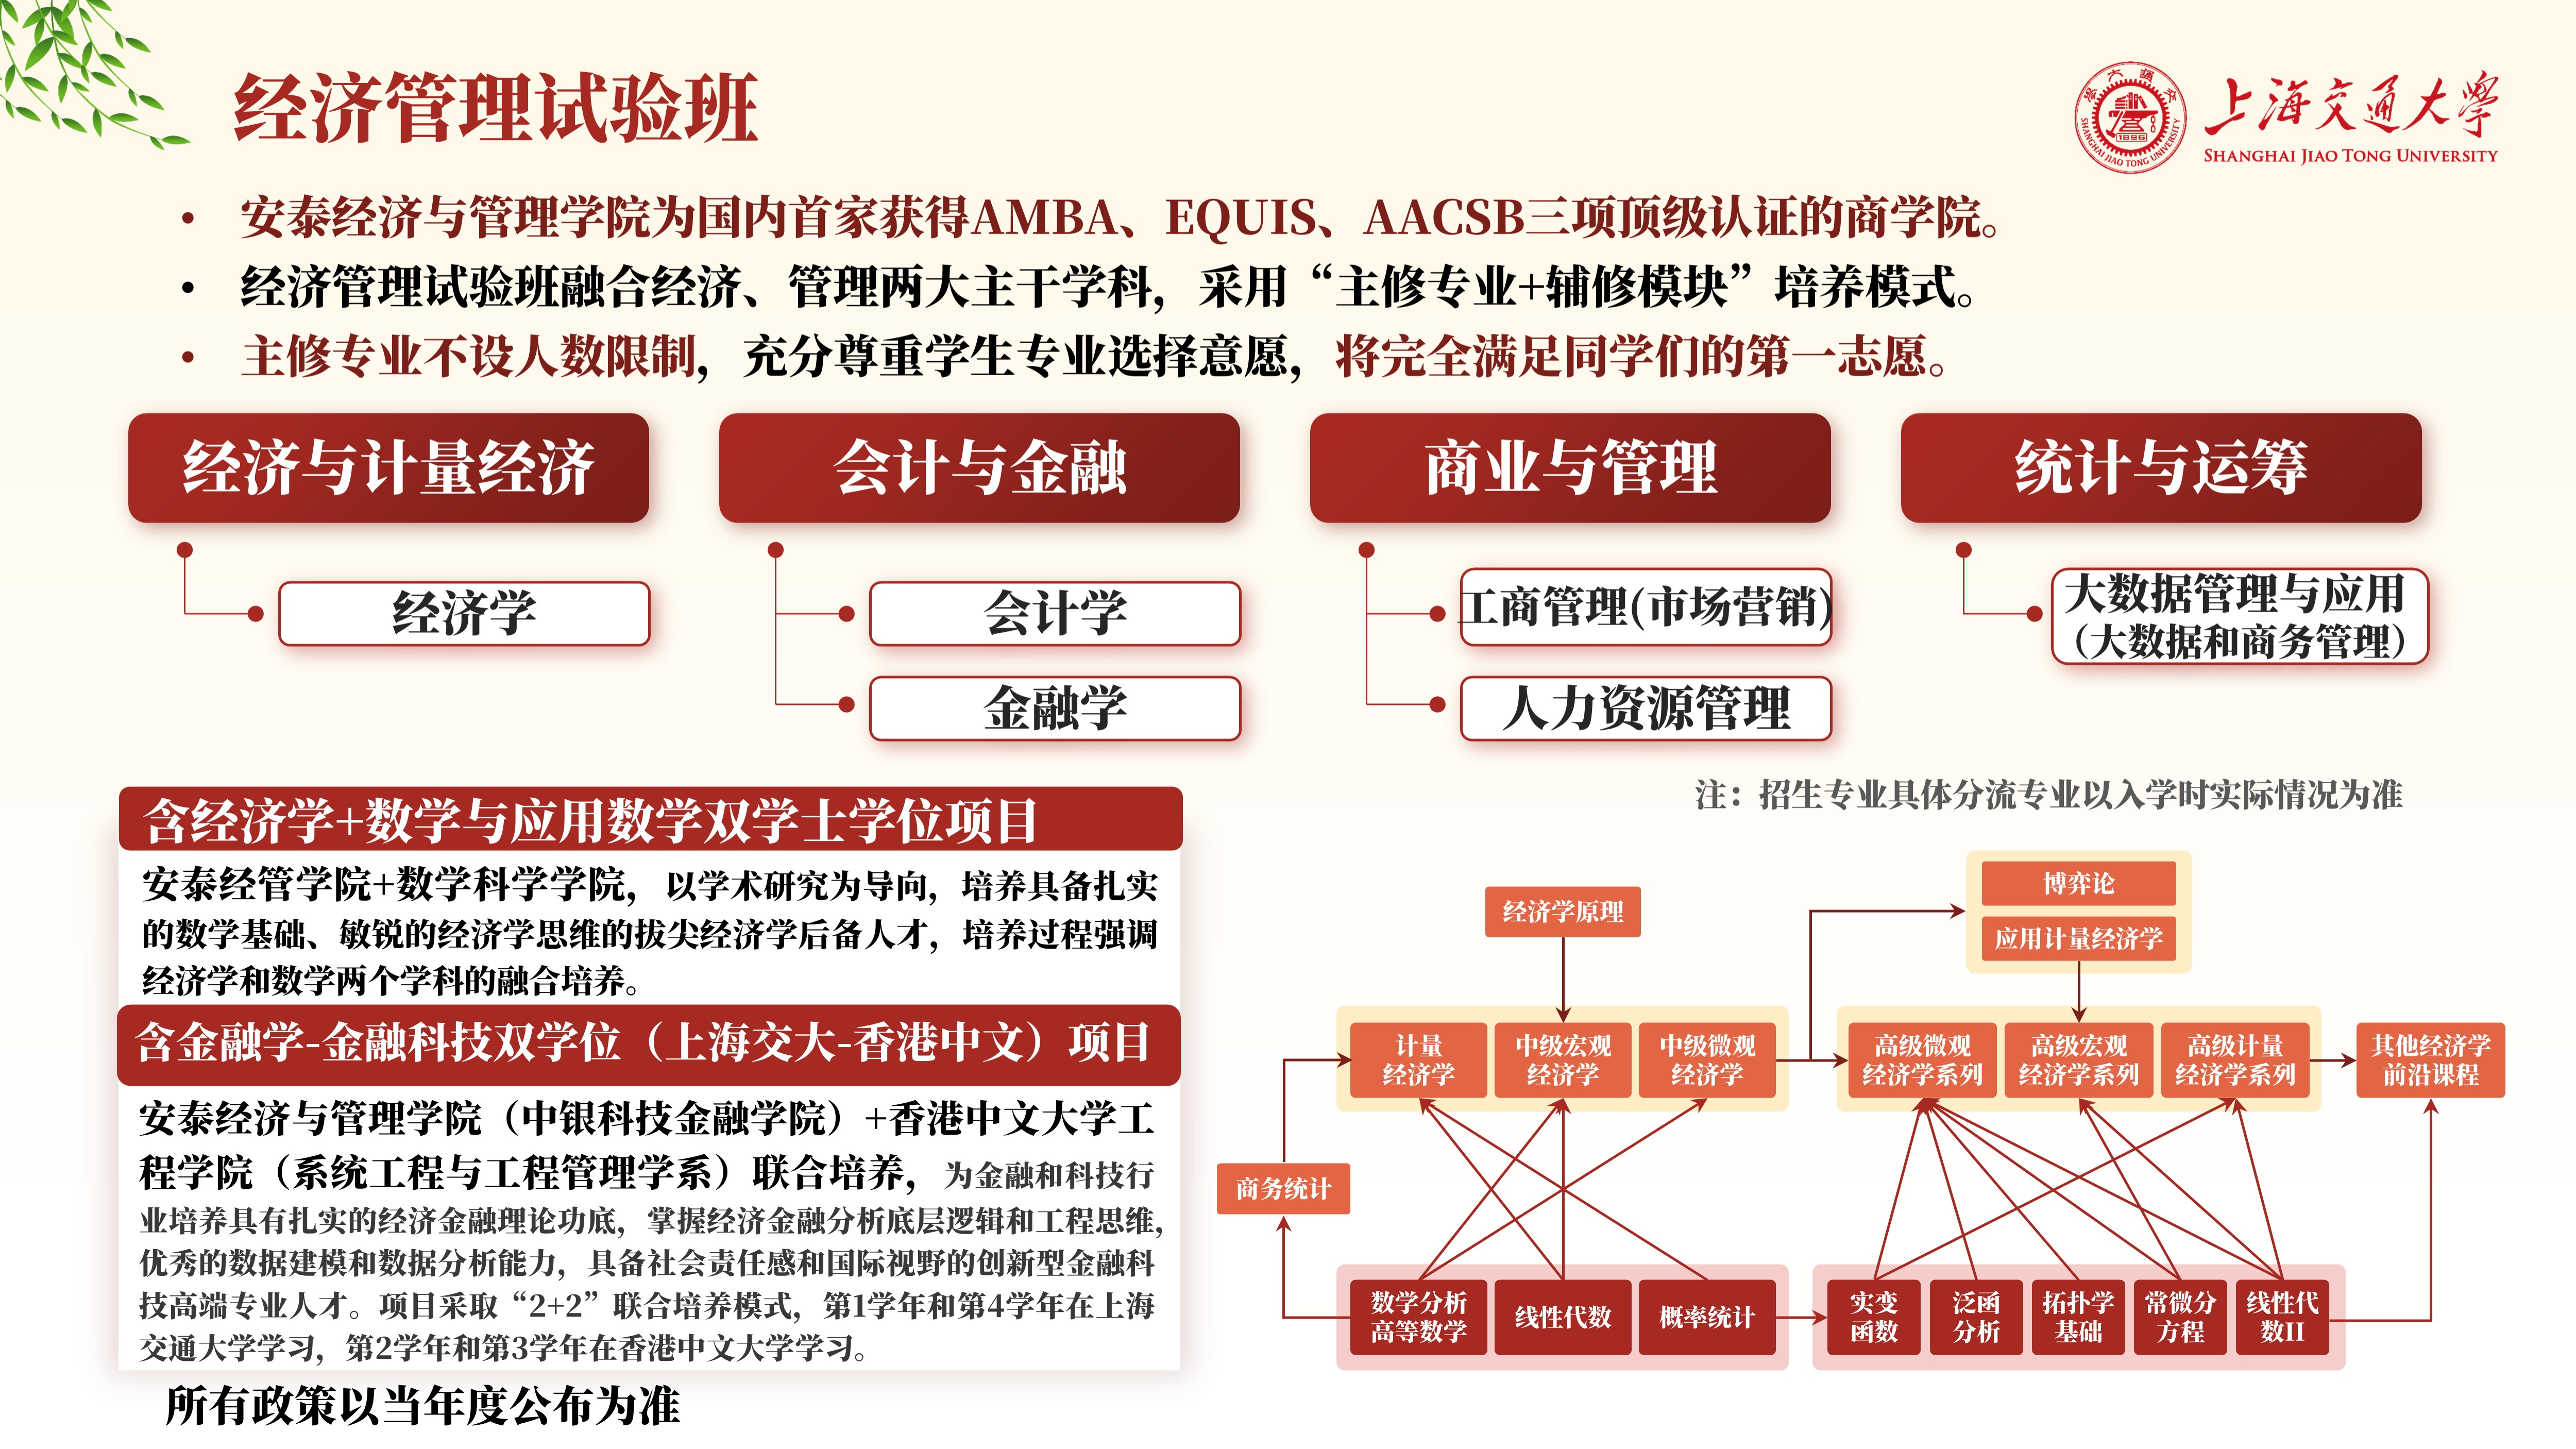 经济管理试验班
上海交通大学
SHANGHAI JIAO TONG UNIVERSITY
1896
SHANGHAI JIAO TONG UNIVERSITY
• 安泰经济与管理学院为国内首家获得AMBA、EQUIS、AACSB三项顶级认证的商学院。
• 经济管理试验班融合经济、管理两大主干学科，采用“主修专业+辅修模块”培养模式。
• 主修专业不设人数限制，充分尊重学生专业选择意愿，将完全满足同学们的第一志愿。
经济与计量经济
会计与金融
商业与管理
统计与运筹
经济学
会计学
金融学
工商管理(市场营销)
人力资源管理
大数据管理与应用
（大数据和商务管理）
注：招生专业具体分流专业以入学时实际情况为准
含经济学+数学与应用数学双学士学位项目
安泰经管学院+数学科学学院，以学术研究为导向，培养具备扎实
的数学基础、敏锐的经济学思维的拔尖经济学后备人才，培养过程强调
经济学和数学两个学科的融合培养。
含金融学-金融科技双学位（上海交大-香港中文）项目
安泰经济与管理学院（中银科技金融学院）+香港中文大学工
程学院（系统工程与工程管理学系）联合培养，为金融和科技行
业培养具有扎实的经济金融理论功底，掌握经济金融分析底层逻辑和工程思维，
优秀的数据建模和数据分析能力，具备社会责任感和国际视野的创新型金融科
技高端专业人才。项目采取“2+2”联合培养模式，第1学年和第4学年在上海
交通大学学习，第2学年和第3学年在香港中文大学学习。
所有政策以当年度公布为准
博弈论
应用计量经济学
经济学原理
计量
经济学
中级宏观
经济学
中级微观
经济学
高级微观
经济学系列
高级宏观
经济学系列
高级计量
经济学系列
其他经济学
前沿课程
商务统计
数学分析
高等数学
线性代数
概率统计
实变
函数
泛函
分析
拓扑学
基础
常微分
方程
线性代
数II